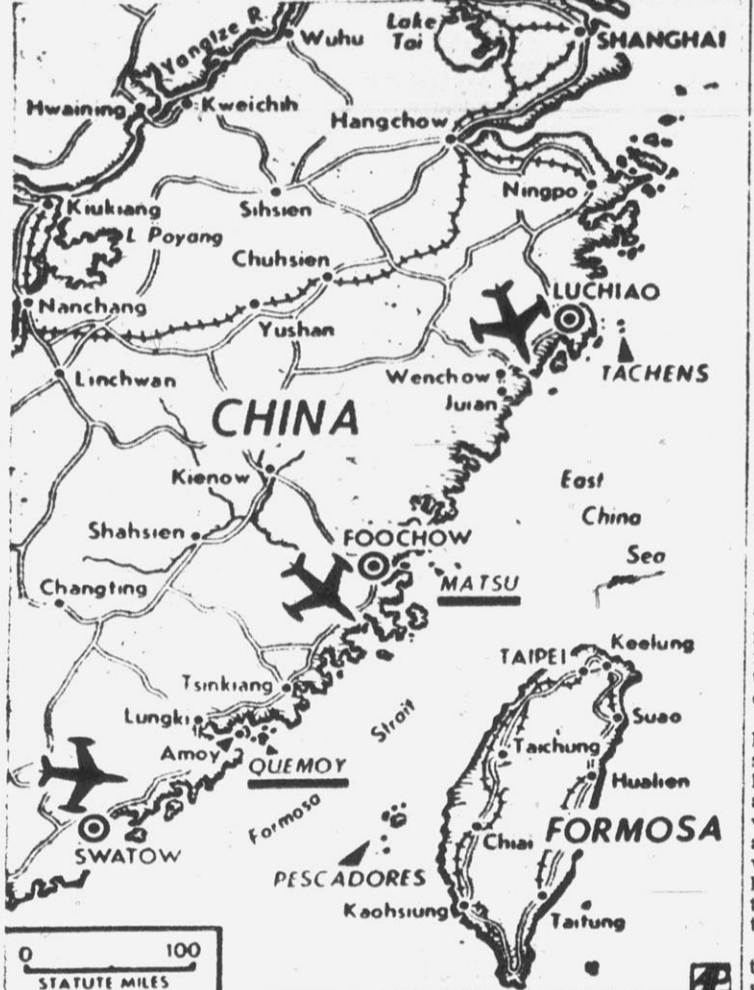 Yangtze R.
Wuhu
Lake
Tai
SHANGHAI
Hwaining
Kweichih
Hangchow
Ningpo
Kiukiang
Sihsien
L Poyang
Chuhsien
LUCHIAO
Nanchang
Yushan
TACHENS
Linchwan
Wenchow
Juian
CHINA
Kienow
East
China
Sea
Shahsien
FOOCHOW
MATSU
Changting
Keelung
TAIPEI
Tsinkiang
Lungki
Suao
Strait
Taichung
Amoy
QUEMOY
Hualien
Formosa
Chiai
FORMOSA
SWATOW
PESCADORES
Kaohsiung
Taitung
0 100
STATUTE MILES
AP